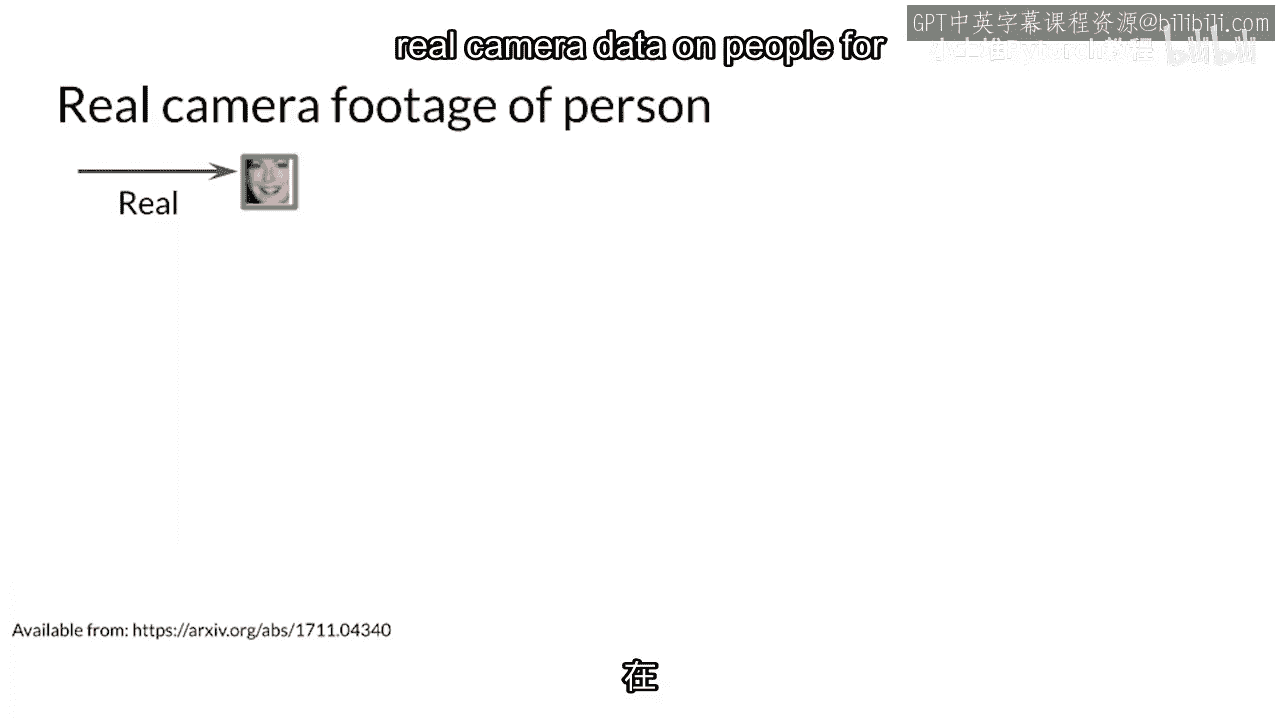 GPT中英字幕课程资源@bilibili.com
real camera data on people for
Real camera footage of person
Real
Available from: https://arxiv.org/abs/1711.04340
在